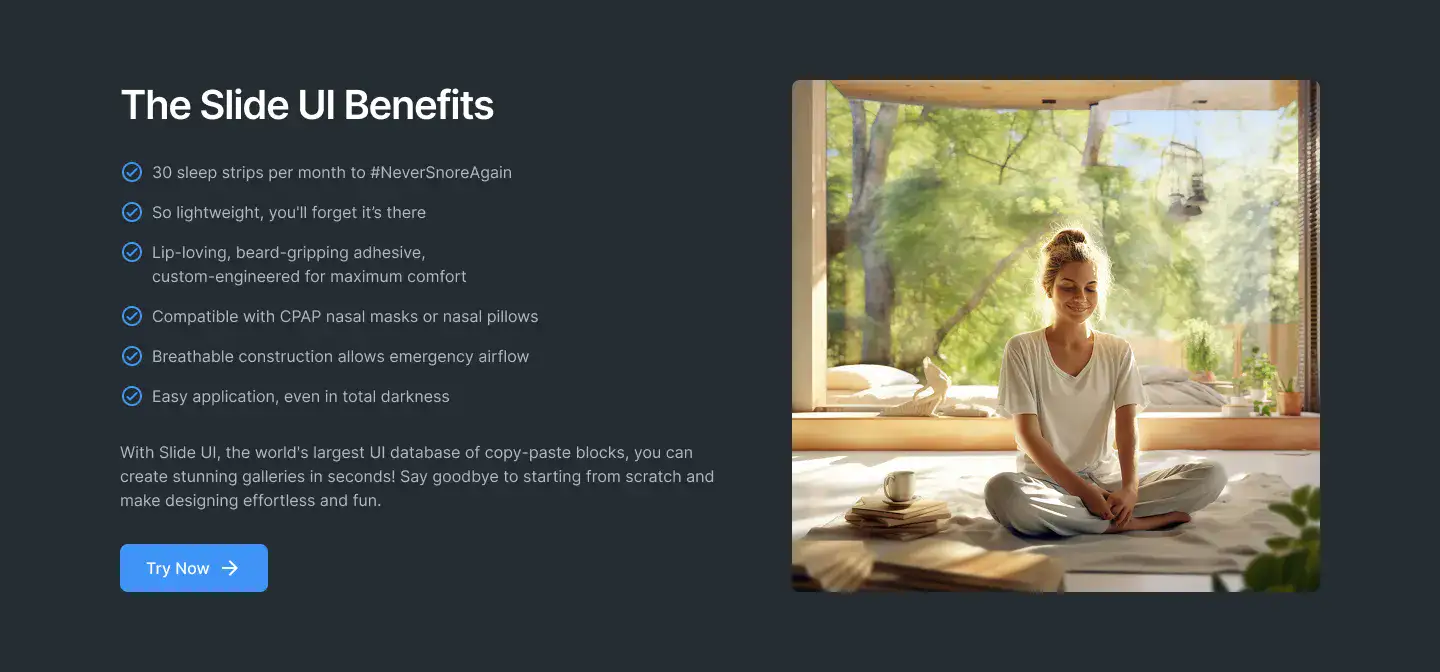 The Slide UI Benefits
30 sleep strips per month to #NeverSnoreAgain
So lightweight, you'll forget it’s there
Lip-loving, beard-gripping adhesive,
custom-engineered for maximum comfort
Compatible with CPAP nasal masks or nasal pillows
Breathable construction allows emergency airflow
Easy application, even in total darkness
With Slide UI, the world's largest UI database of copy-paste blocks, you can
create stunning galleries in seconds! Say goodbye to starting from scratch and
make designing effortless and fun.
Try Now